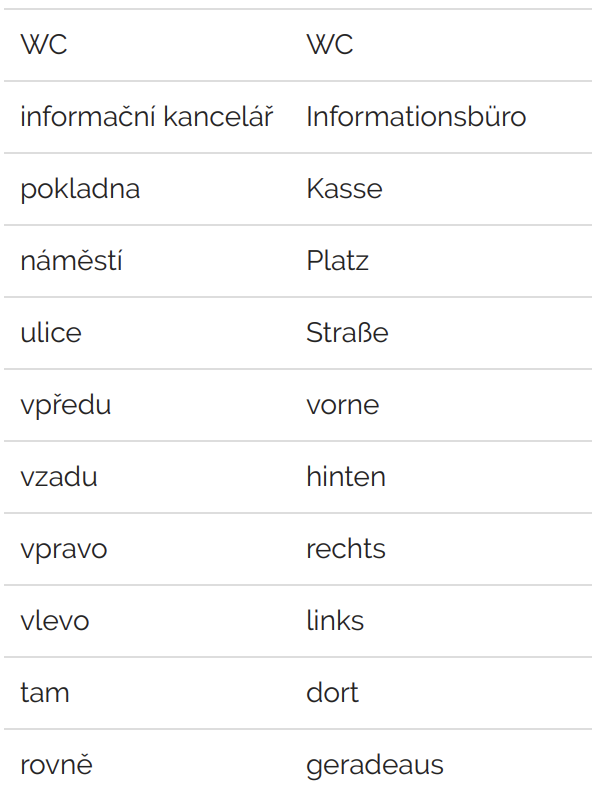 WC WC
informační kancelář Informationsbüro
pokladna Kasse
náměstí Platz
ulice Straße
vpředu vorne
vzadu hinten
vpravo rechts
vlevo links
tam dort
rovně geradeaus